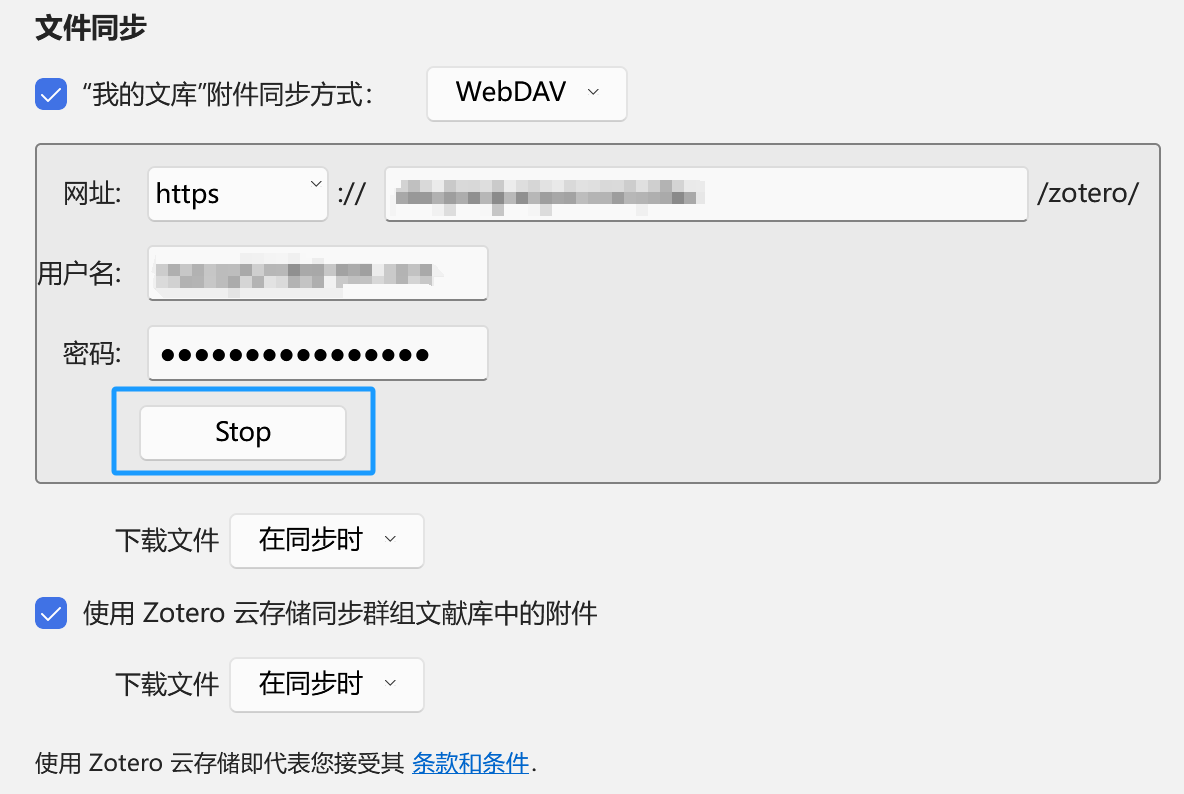 文件同步
“我的文库”附件同步方式: WebDAV
网址: https :// /zotero/
用户名:
密码: ●●●●●●●●●●●●●●●●
Stop
下载文件 在同步时
使用 Zotero 云存储同步群组文献库中的附件
下载文件 在同步时
使用 Zotero 云存储即代表您接受其 条款和条件.